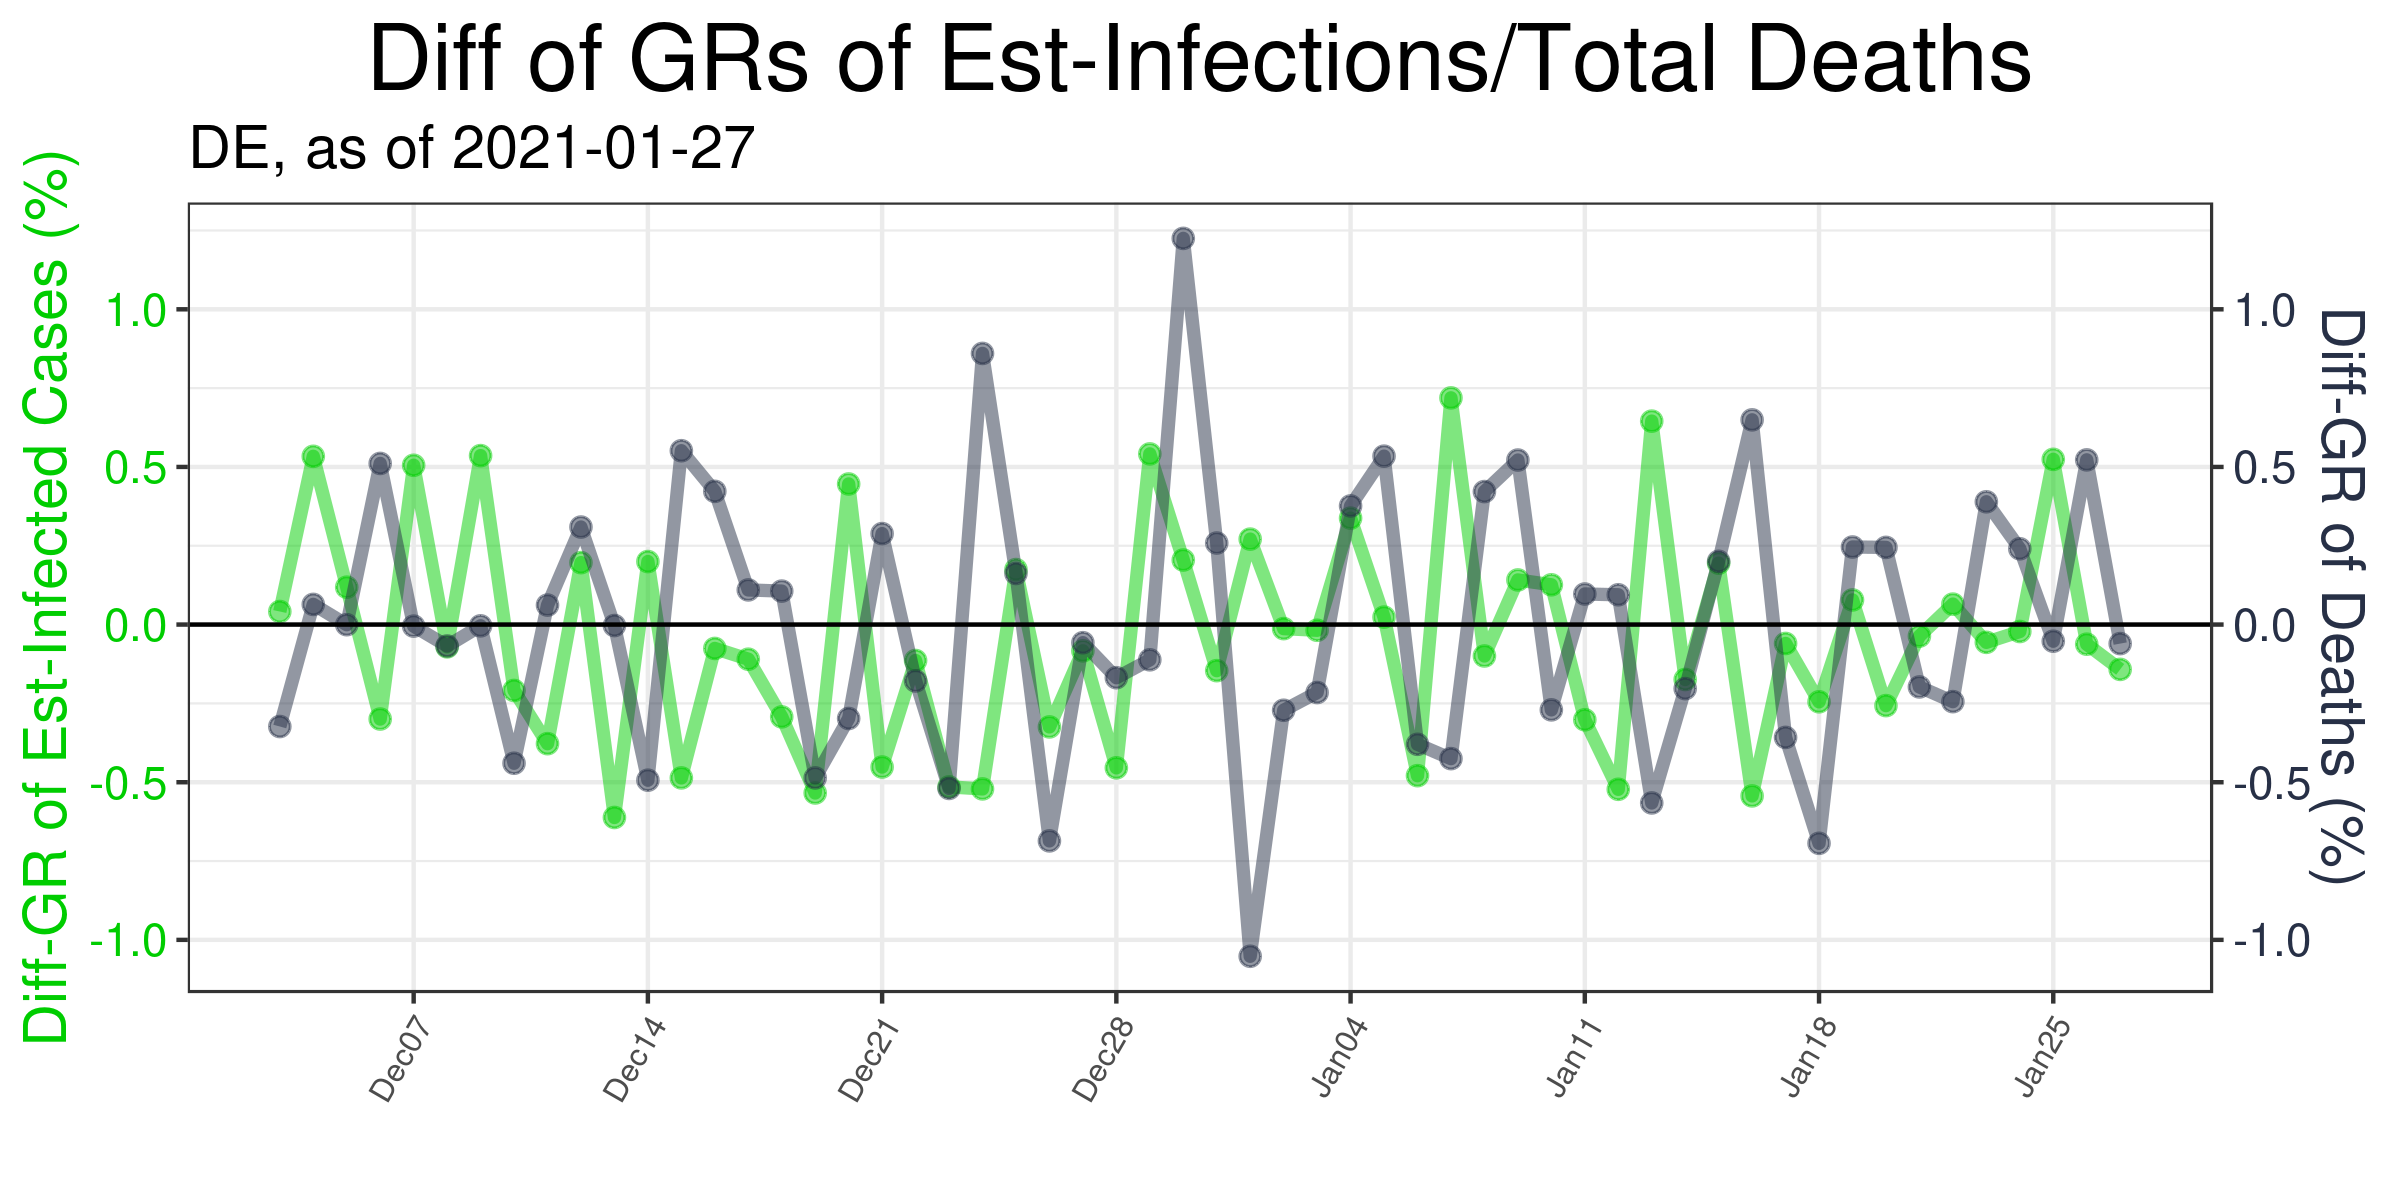 Diff of GRs of Est-Infections/Total Deaths
DE, as of 2021-01-27
Diff-GR of Est-Infected Cases (%)
1.0
0.5
0.0
-0.5
-1.0
1.0
0.5
0.0
-0.5
-1.0
Diff-GR of Deaths (%)
Dec07
Dec14
Dec21
Dec28
Jan04
Jan11
Jan18
Jan25